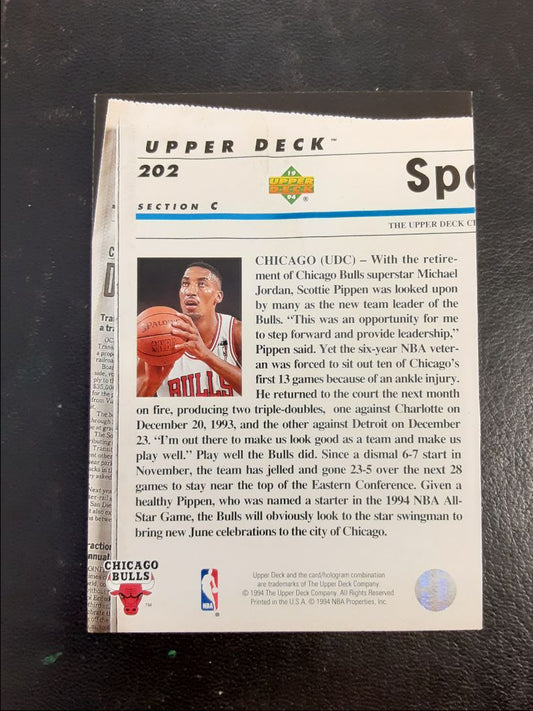 UPPER DECK™
202
19
UPPER DECK
94 ®
Spo
SECTION C
THE UPPER DECK C
CHICAGO (UDC) – With the retire-
ment of Chicago Bulls superstar Michael
Jordan, Scottie Pippen was looked upon
by many as the new team leader of the
Bulls. “This was an opportunity for me
to step forward and provide leadership,”
Pippen said. Yet the six-year NBA veter-
an was forced to sit out ten of Chicago’s
first 13 games because of an ankle injury.
He returned to the court the next month
on fire, producing two triple-doubles, one against Charlotte on
December 20, 1993, and the other against Detroit on December
23. “I’m out there to make us look good as a team and make us
play well.” Play well the Bulls did. Since a dismal 6-7 start in
November, the team has jelled and gone 23-5 over the next 28
games to stay near the top of the Eastern Conference. Given a
healthy Pippen, who was named a starter in the 1994 NBA All-
Star Game, the Bulls will obviously look to the star swingman to
bring new June celebrations to the city of Chicago.
SPALDING
BULLS
CHICAGO
BULLS
™
NBA
Upper Deck and the card/hologram combination
are trademarks of The Upper Deck Company.
© 1994 The Upper Deck Company. All Rights Reserved.
Printed in the U.S.A. © 1994 NBA Properties, Inc.